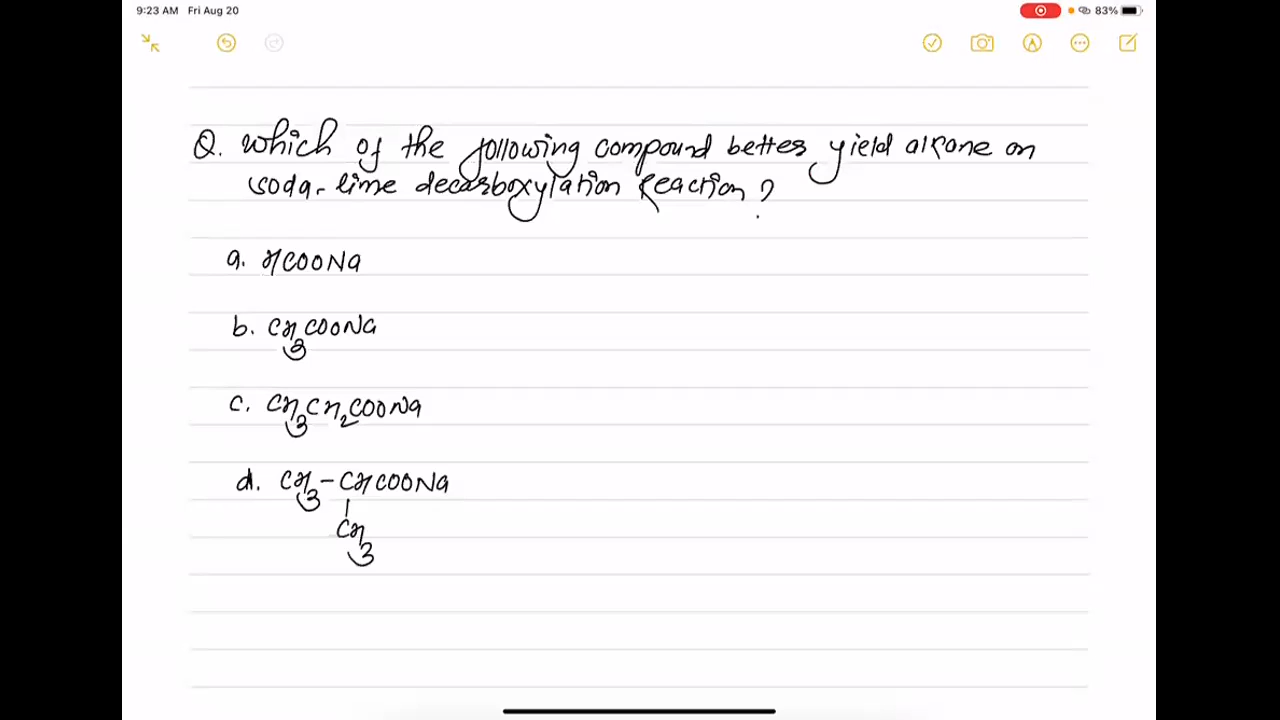 9:23 AM Fri Aug 20
83%
Q. Which of the following compound better yield alkane on
soda-lime decarboxylation Reaction ?
a. HCOONa
b. CH3COONa
c. CH3CH2COONa
d. CH3-CHCOONa
CH3